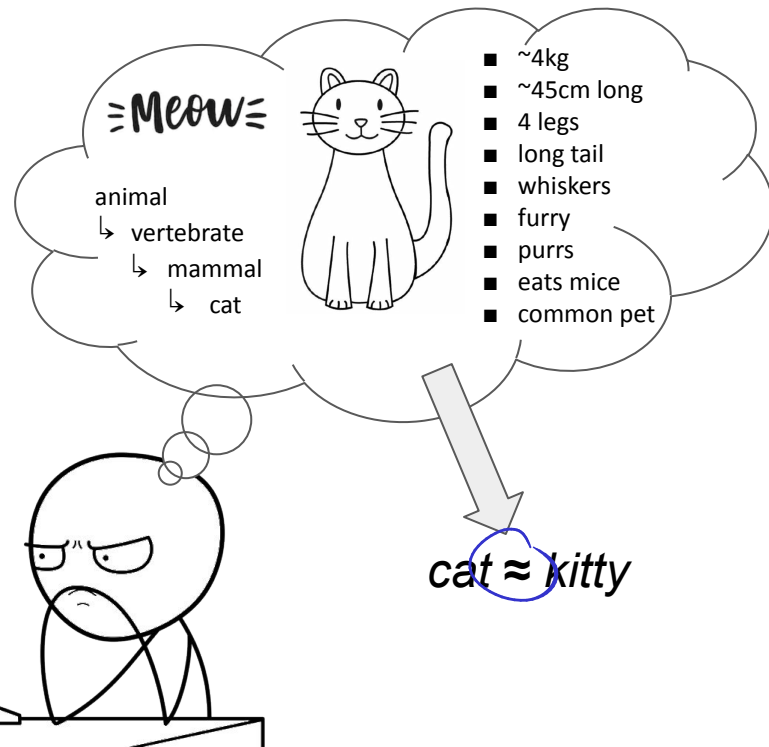 Meow
animal
↳ vertebrate
↳ mammal
↳ cat
■ ~4kg
■ ~45cm long
■ 4 legs
■ long tail
■ whiskers
■ furry
■ purrs
■ eats mice
■ common pet
cat ≈ kitty